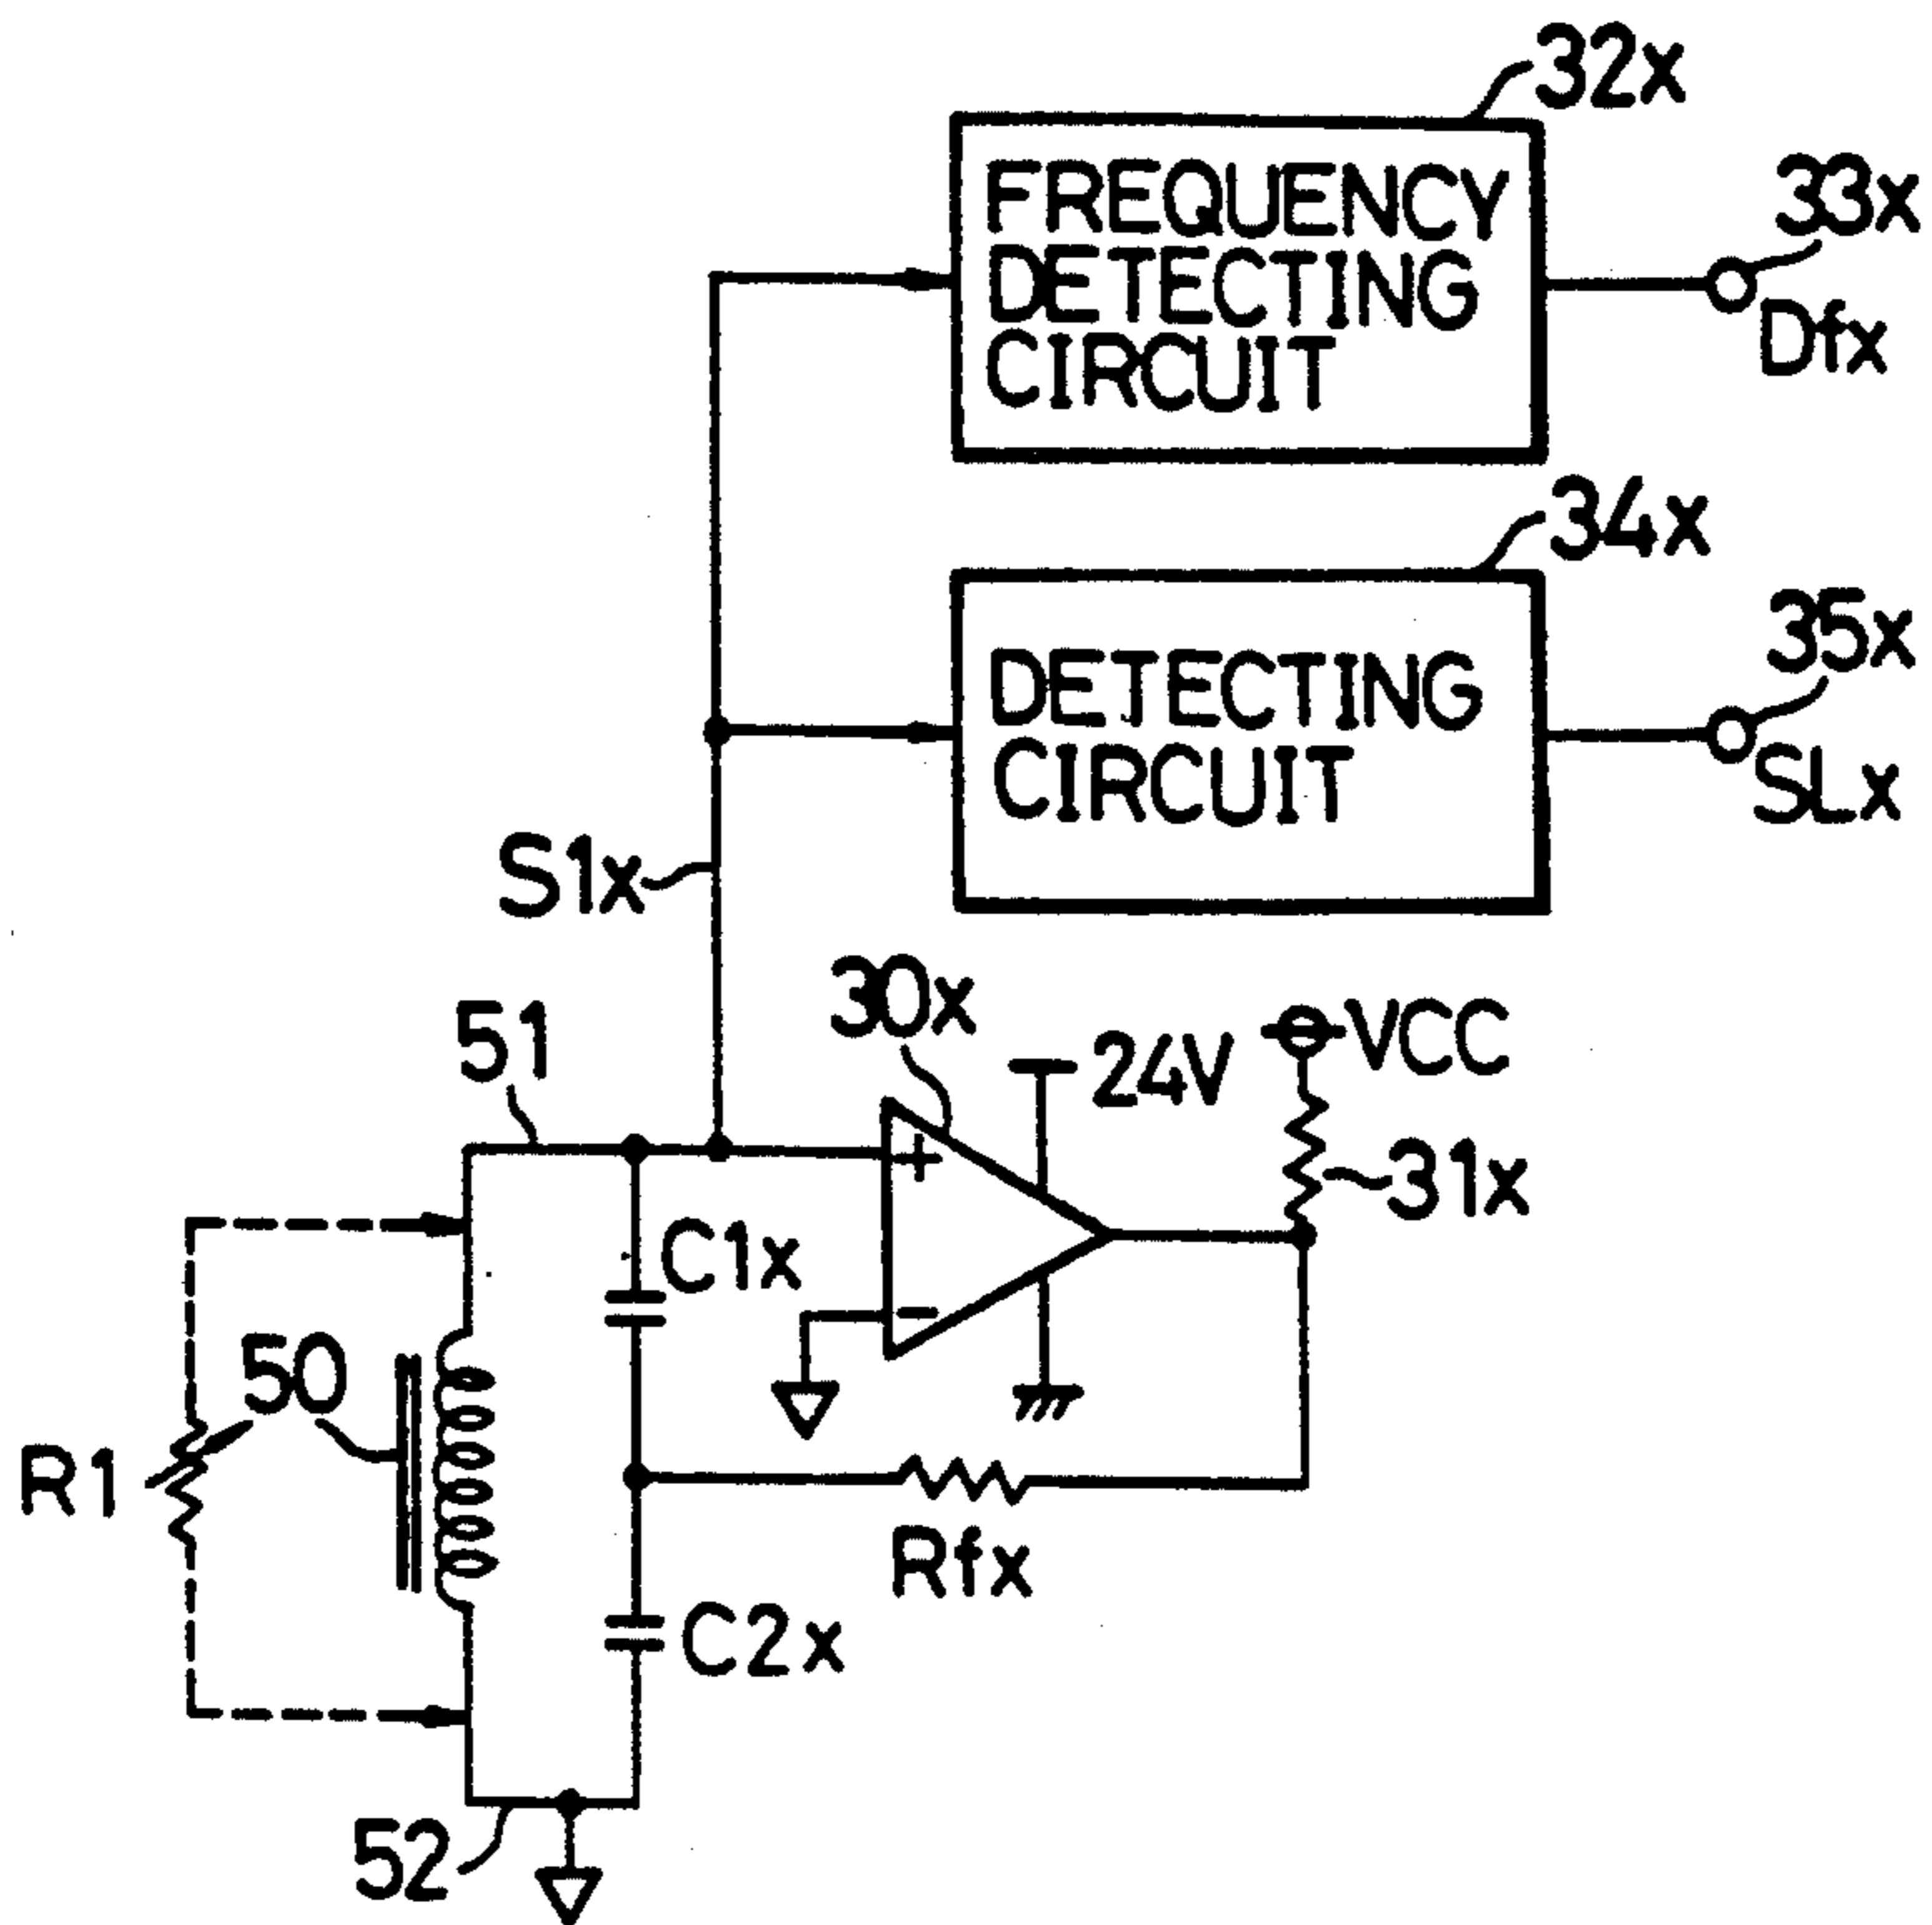 32x
FREQUENCY
DETECTING
CIRCUIT
33x
Dfx
34x
DETECTING
CIRCUIT
35x
SLx
S1x
30x
51
24V
VCC
+
31x
C1x
-
50
R1
Rfx
C2x
52